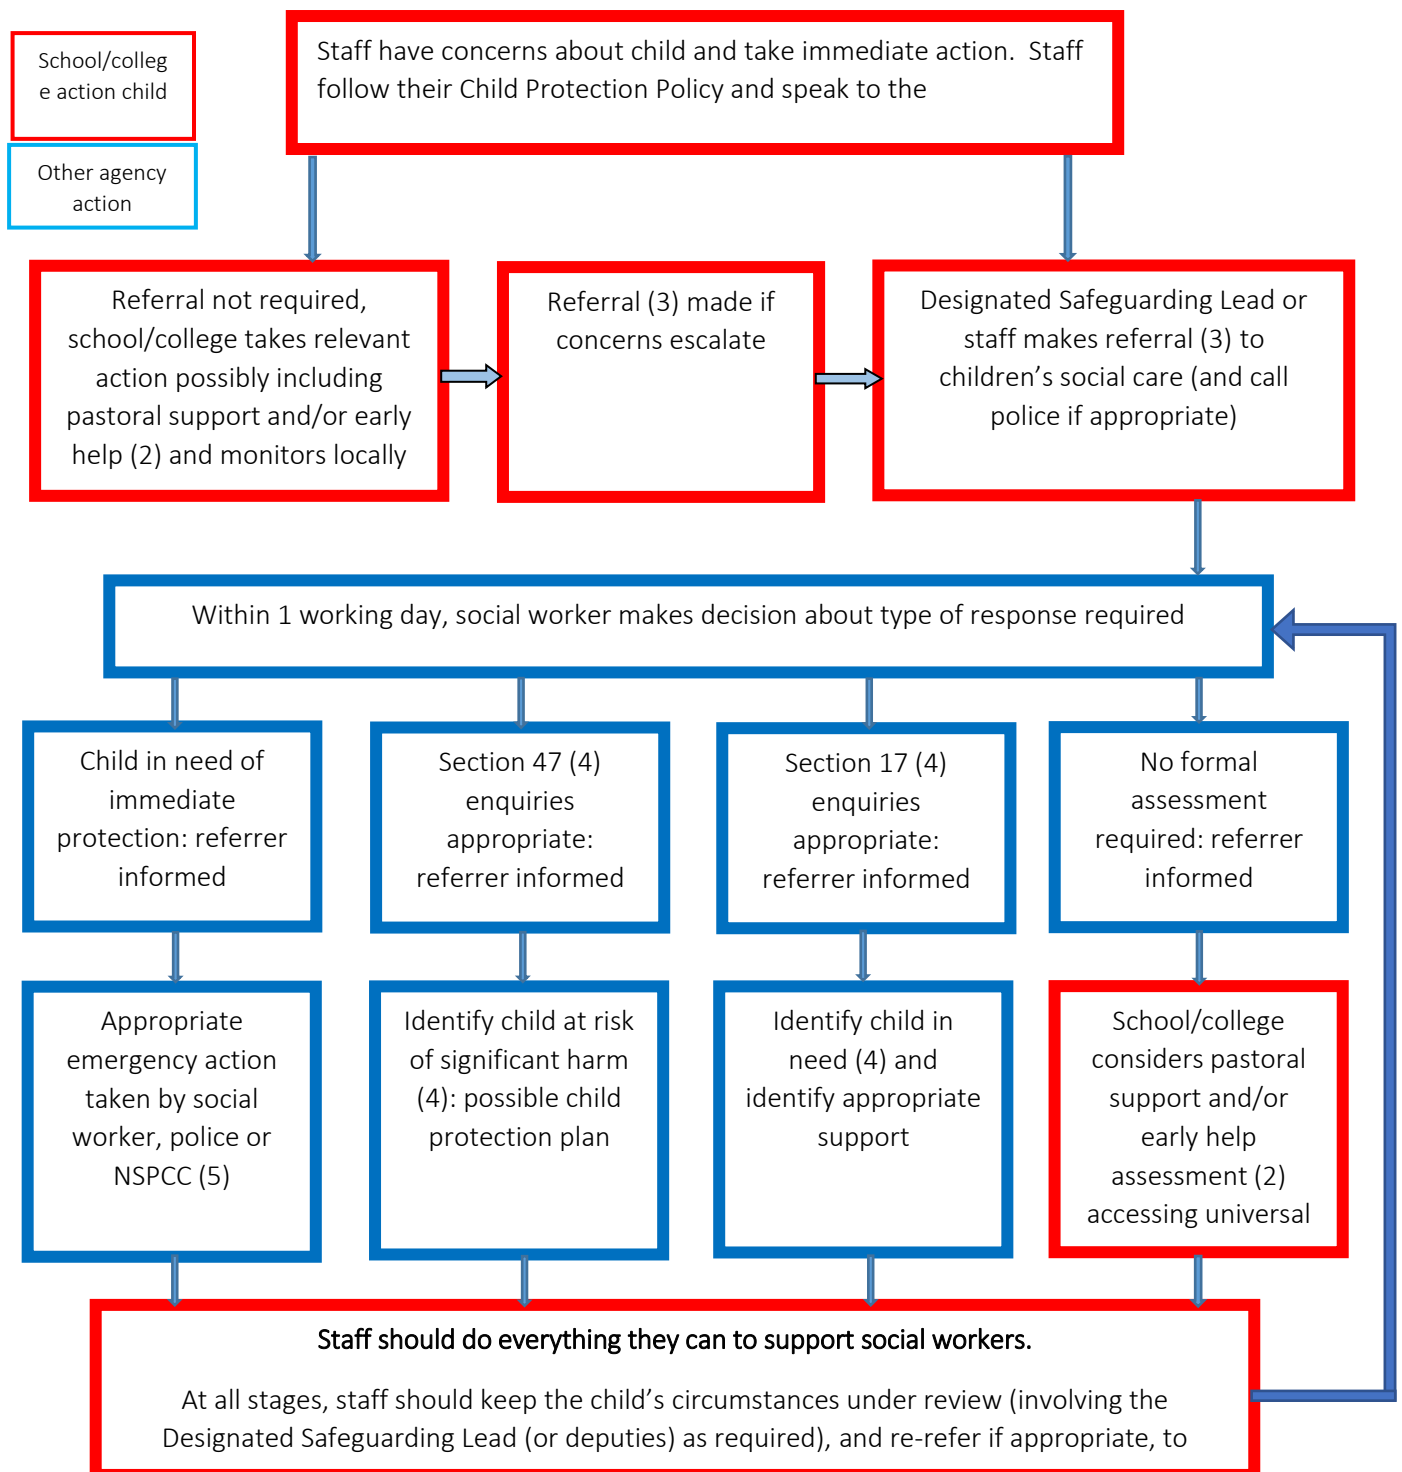 School/colleg
e action child
Other agency
action
Staff have concerns about child and take immediate action.  Staff
follow their Child Protection Policy and speak to the
Referral not required,
school/college takes relevant
action possibly including
pastoral support and/or early
help (2) and monitors locally
Referral (3) made if
concerns escalate
Designated Safeguarding Lead or
staff makes referral (3) to
children’s social care (and call
police if appropriate)
Within 1 working day, social worker makes decision about type of response required
Child in need of
immediate
protection: referrer
informed
Section 47 (4)
enquiries
appropriate:
referrer informed
Section 17 (4)
enquiries
appropriate:
referrer informed
No formal
assessment
required: referrer
informed
Appropriate
emergency action
taken by social
worker, police or
NSPCC (5)
Identify child at risk
of significant harm
(4): possible child
protection plan
Identify child in
need (4) and
identify appropriate
support
School/college
considers pastoral
support and/or
early help
assessment (2)
accessing universal
Staff should do everything they can to support social workers.
At all stages, staff should keep the child’s circumstances under review (involving the
Designated Safeguarding Lead (or deputies) as required), and re-refer if appropriate, to